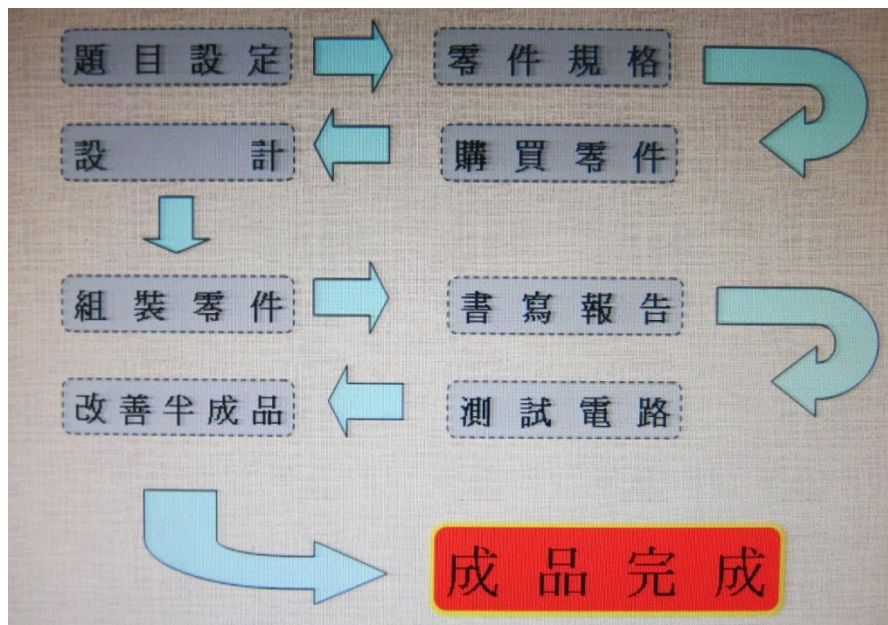 題目設定
零件規格
購買零件
設計
組裝零件
書寫報告
測試電路
改善半成品
成品完成